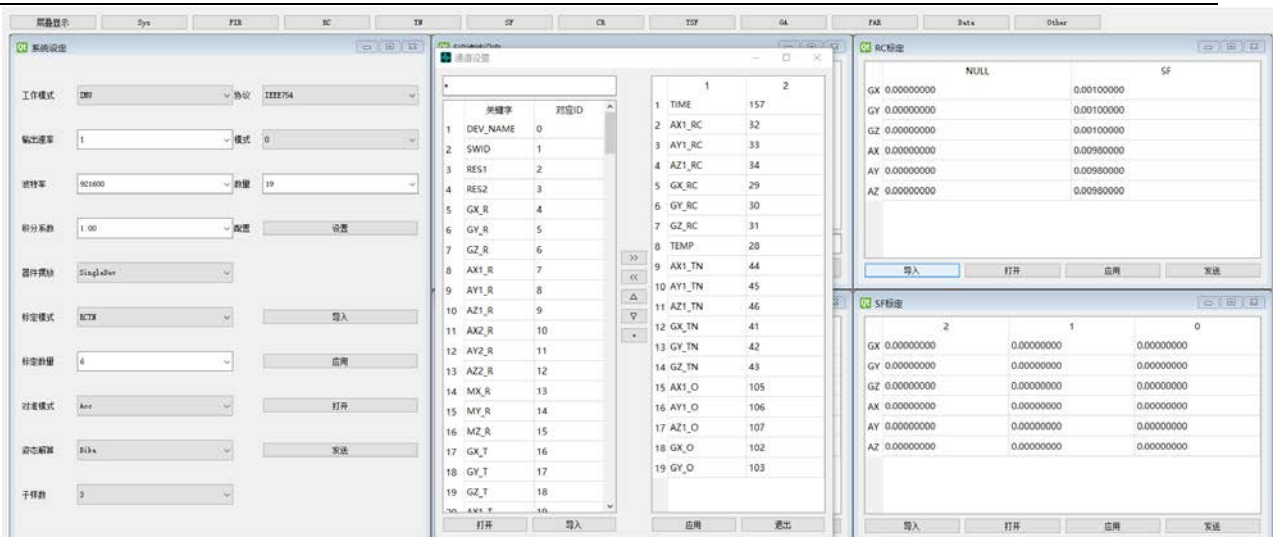 层叠显示 Sys FIR RC TN SF CR TSF GA PAR Data Other
系统设定
工作模式 IMU 协议 IEEE754
输出速率 1 模式 0
波特率 921600 数量 19
积分系数 1.00 配置 设置
器件摆放 SingleDev
标定模式 RCTN 导入
标定数量 6 应用
对准模式 Acc 打开
姿态解算 Bika 发送
子样数 3
通道设置
*
关键字 对应ID
1 DEV_NAME 0
2 SWID 1
3 RES1 2
4 RES2 3
5 GX_R 4
6 GY_R 5
7 GZ_R 6
8 AX1_R 7
9 AY1_R 8
10 AZ1_R 9
11 AX2_R 10
12 AY2_R 11
13 AZ2_R 12
14 MX_R 13
15 MY_R 14
16 MZ_R 15
17 GX_T 16
18 GY_T 17
19 GZ_T 18
20 AX1_T 19
打开 导入
>>
<<
△
▽
*
1 2
1 TIME 157
2 AX1_RC 32
3 AY1_RC 33
4 AZ1_RC 34
5 GX_RC 29
6 GY_RC 30
7 GZ_RC 31
8 TEMP 28
9 AX1_TN 44
10 AY1_TN 45
11 AZ1_TN 46
12 GX_TN 41
13 GY_TN 42
14 GZ_TN 43
15 AX1_O 105
16 AY1_O 106
17 AZ1_O 107
18 GX_O 102
19 GY_O 103
应用 退出
RC标定
NULL SF
GX 0.00000000 0.00100000
GY 0.00000000 0.00100000
GZ 0.00000000 0.00100000
AX 0.00000000 0.00980000
AY 0.00000000 0.00980000
AZ 0.00000000 0.00980000
导入 打开 应用 发送
SF标定
2 1 0
GX 0.00000000 0.00000000 0.00000000
GY 0.00000000 0.00000000 0.00000000
GZ 0.00000000 0.00000000 0.00000000
AX 0.00000000 0.00000000 0.00000000
AY 0.00000000 0.00000000 0.00000000
AZ 0.00000000 0.00000000 0.00000000
导入 打开 应用 发送